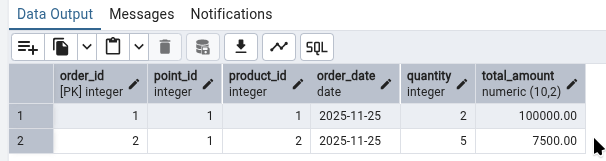 Data Output Messages Notifications
SQL
order_id point_id product_id order_date quantity total_amount
[PK] integer integer integer date integer numeric (10,2)
1 1 1 1 2025-11-25 2 100000.00
2 2 1 2 2025-11-25 5 7500.00